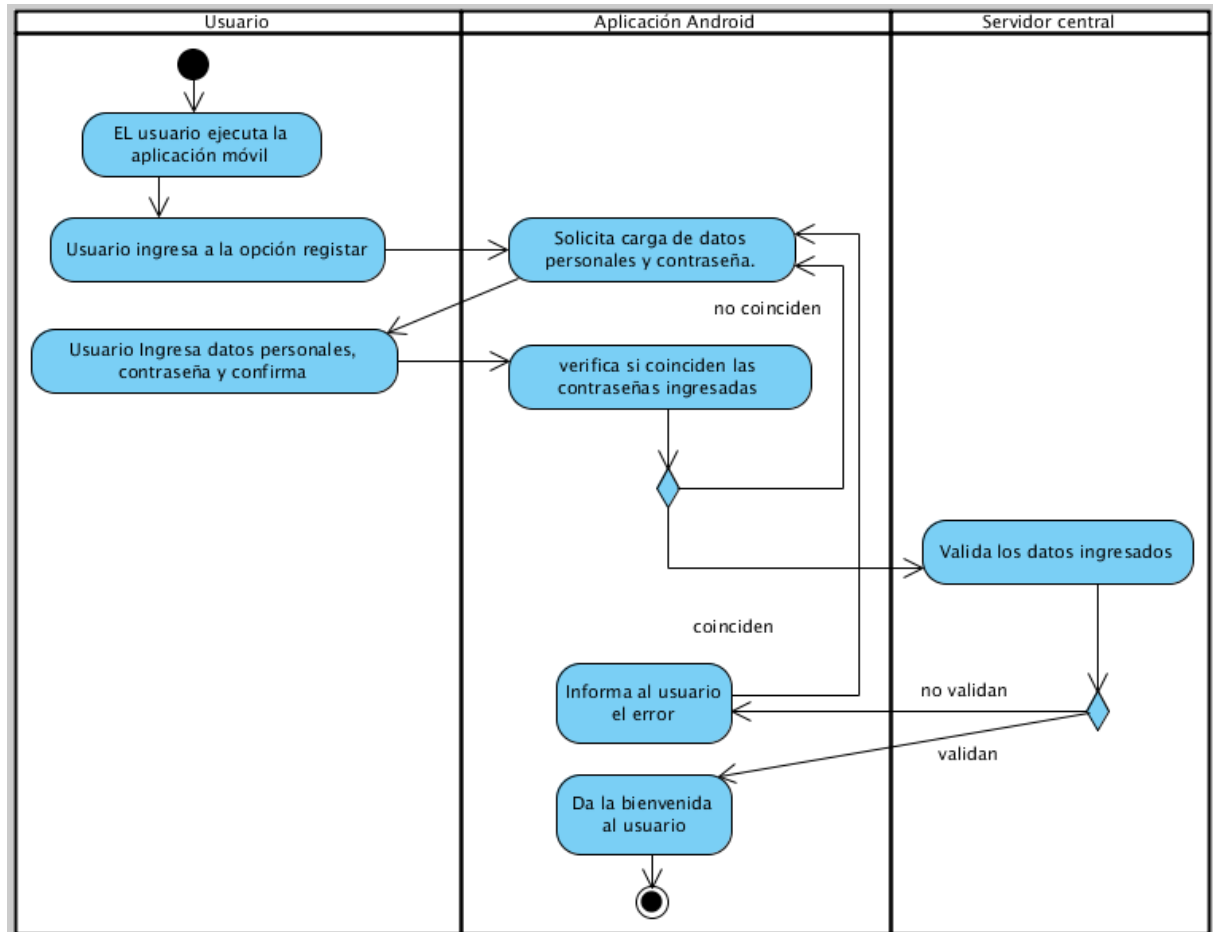 Usuario
Aplicación Android
Servidor central
EL usuario ejecuta la
aplicación móvil
Usuario ingresa a la opción registar
Solicita carga de datos
personales y contraseña.
no coinciden
Usuario Ingresa datos personales,
contraseña y confirma
verifica si coinciden las
contraseñas ingresadas
Valida los datos ingresados
coinciden
Informa al usuario
el error
no validan
validan
Da la bienvenida
al usuario